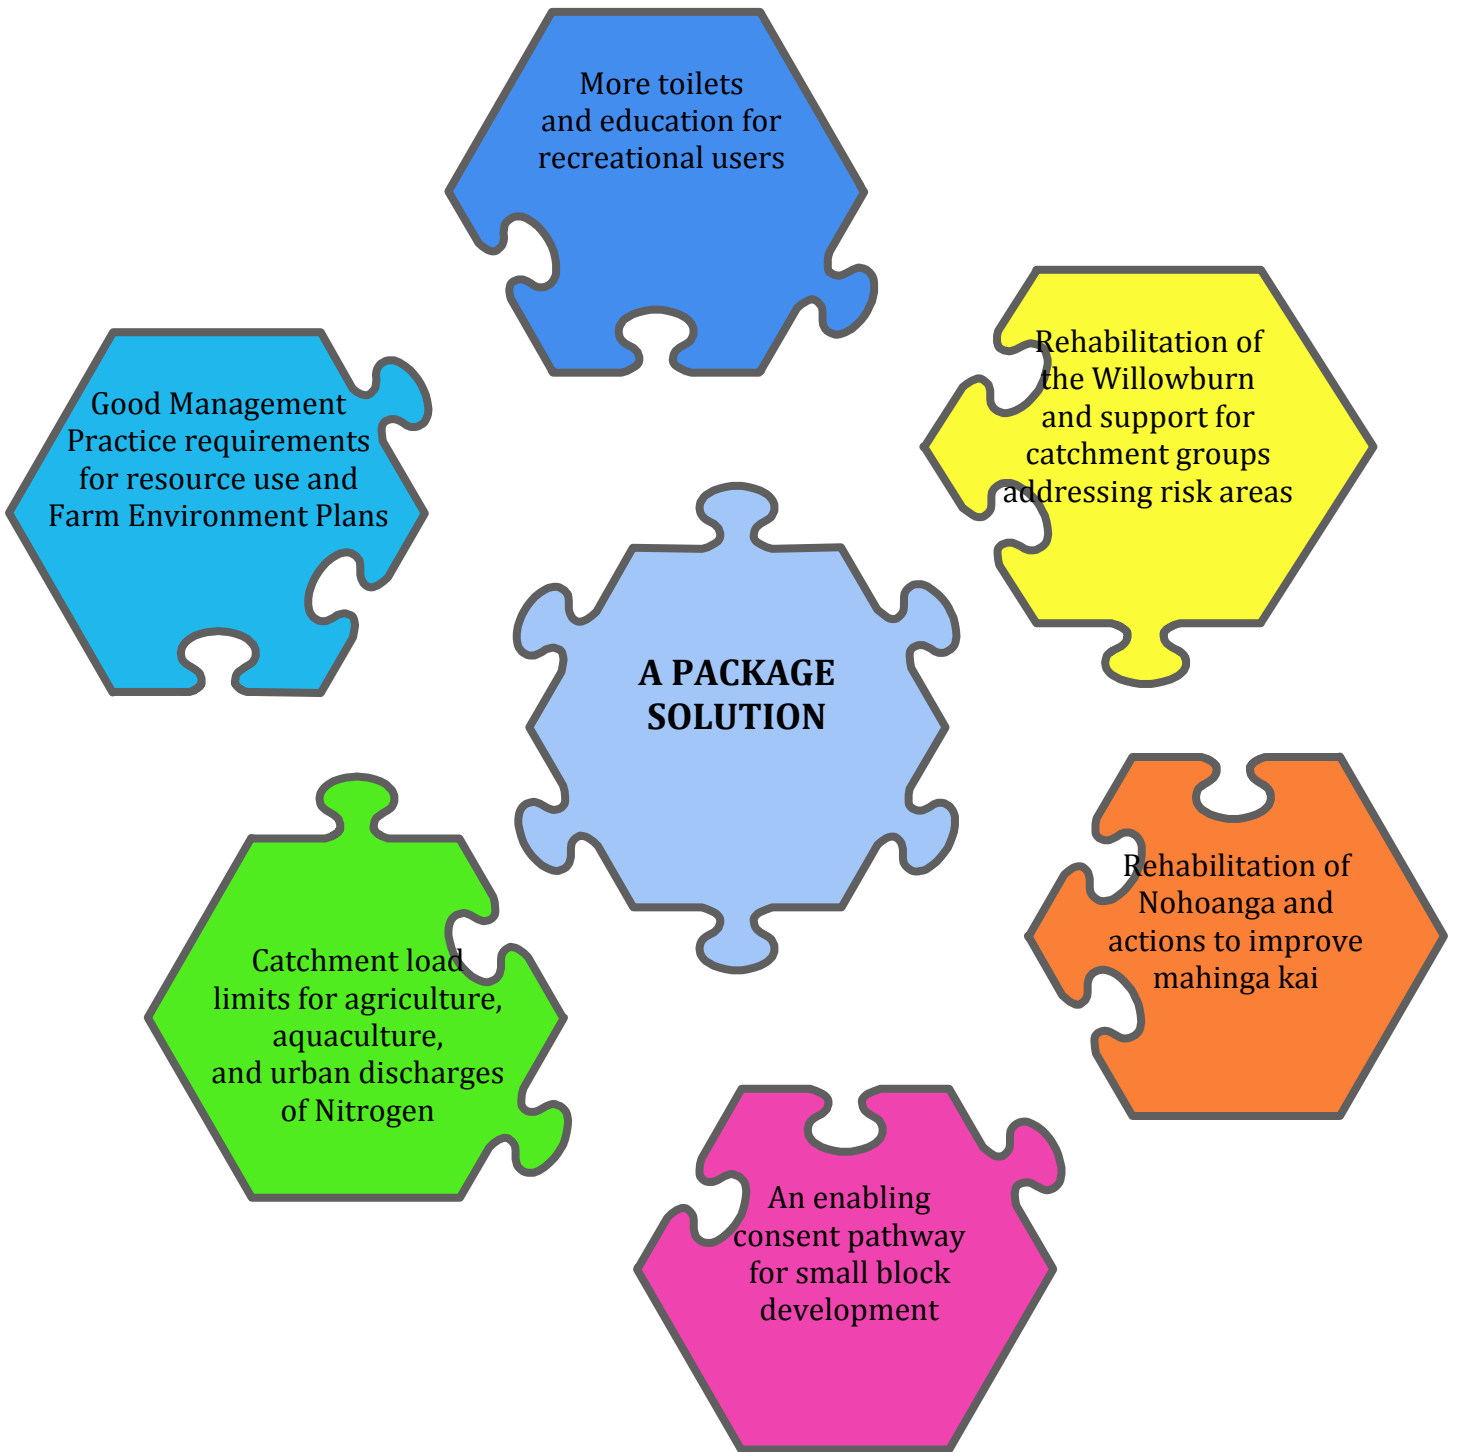 More toilets
and education for
recreational users
Rehabilitation of
the Willowburn
and support for
catchment groups
addressing risk areas
Good Management
Practice requirements
for resource use and
Farm Environment Plans
A PACKAGE
SOLUTION
Rehabilitation of
Nohoanga and
actions to improve
mahinga kai
Catchment load
limits for agriculture,
aquaculture,
and urban discharges
of Nitrogen
An enabling
consent pathway
for small block
development